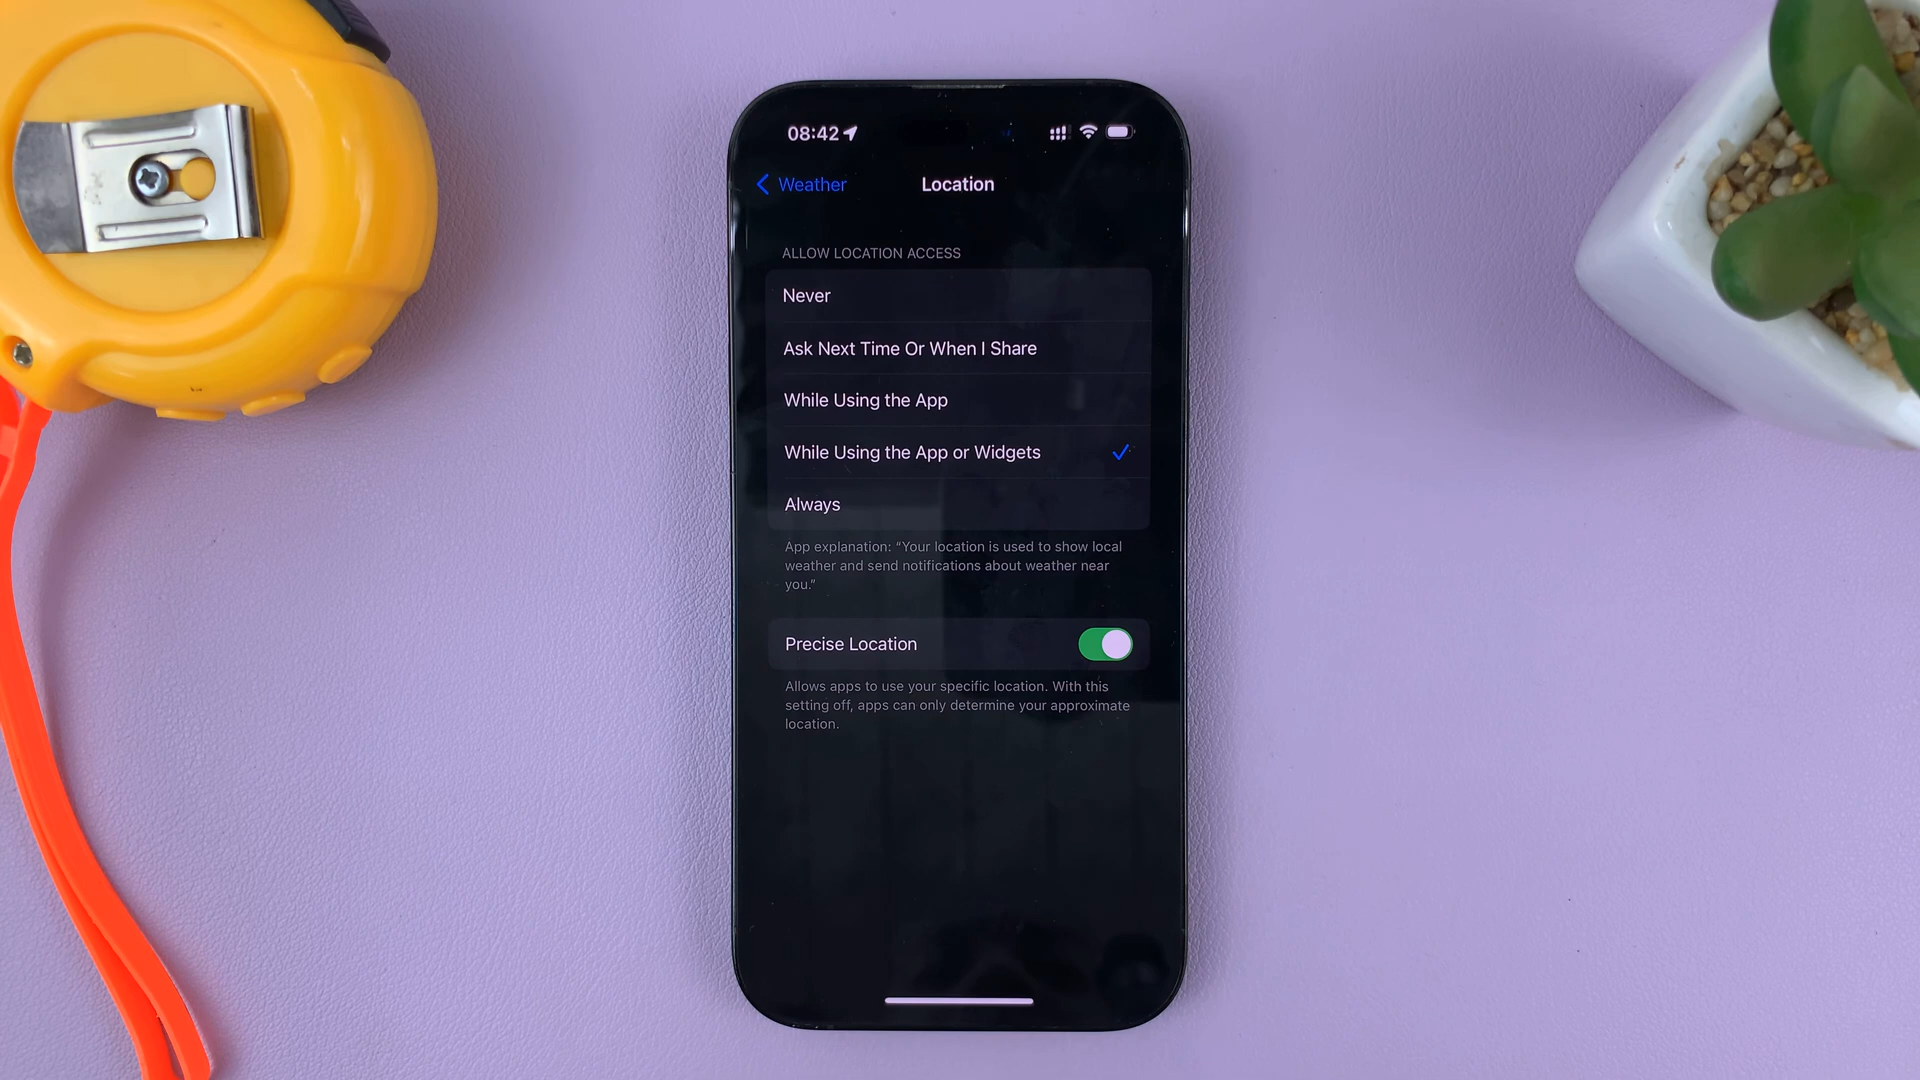 08:42
Weather
Location
ALLOW LOCATION ACCESS
Never
Ask Next Time Or When I Share
While Using the App
While Using the App or Widgets
Always
App explanation: “Your location is used to show local
weather and send notifications about weather near
you.”
Precise Location
Allows apps to use your specific location. With this
setting off, apps can only determine your approximate
location.